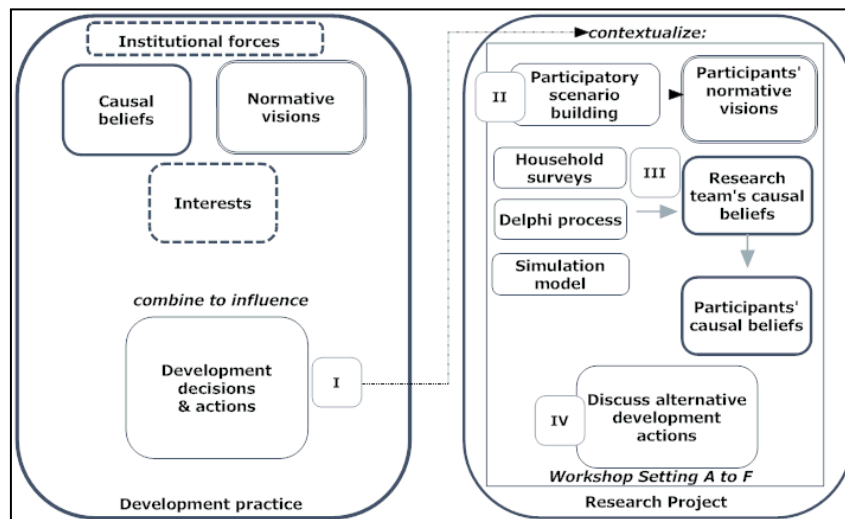 Institutional forces
Causal
beliefs
Normative
visions
Interests
combine to influence
Development
decisions
& actions
I
Development practice
contextualize:
II
Participatory
scenario
building
Participants'
normative
visions
Household
surveys
III
Delphi process
Simulation
model
Research
team's causal
beliefs
Participants'
causal beliefs
IV
Discuss alternative
development
actions
Workshop Setting A to F
Research Project